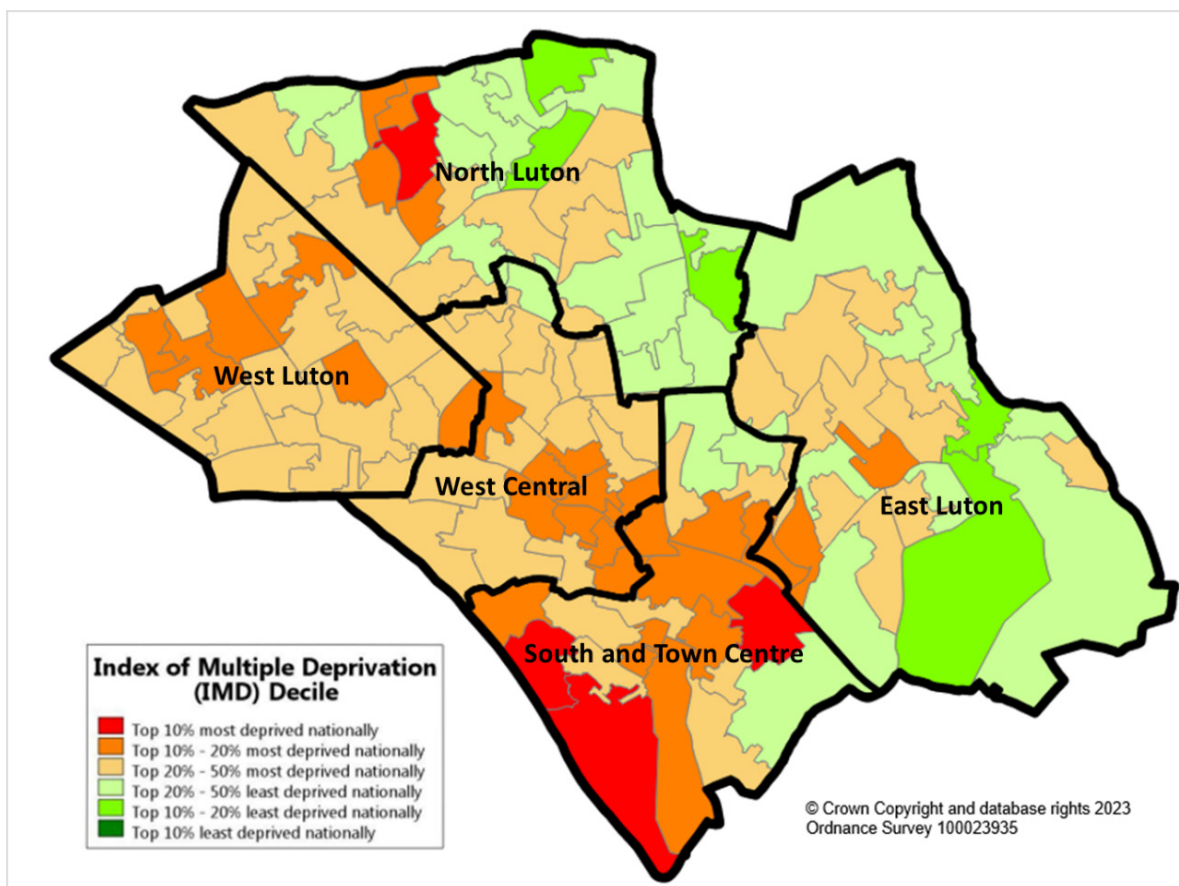 North Luton
West Luton
West Central
East Luton
South and Town Centre
Index of Multiple Deprivation
(IMD) Decile
Top 10% most deprived nationally
Top 10% - 20% most deprived nationally
Top 20% - 50% most deprived nationally
Top 20% - 50% least deprived nationally
Top 10% - 20% least deprived nationally
Top 10% least deprived nationally
© Crown Copyright and database rights 2023
Ordnance Survey 100023935